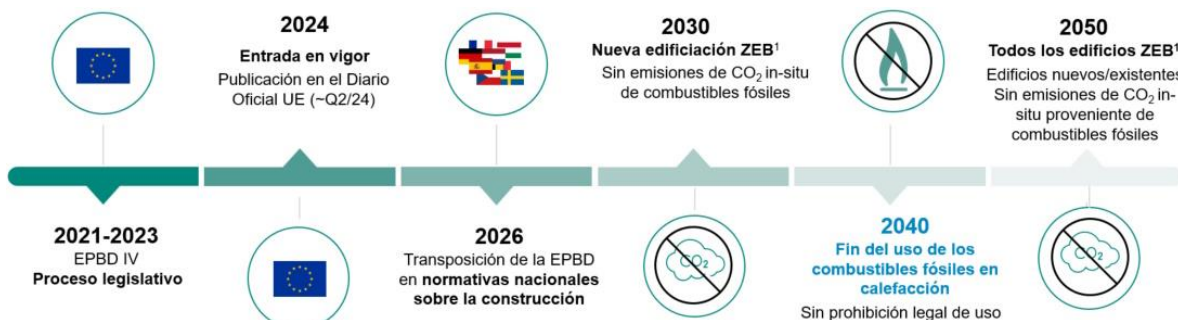 2024
Entrada en vigor
Publicación en el Diario
Oficial UE (~Q2/24)
2030
Nueva edificiación ZEB¹
Sin emisiones de CO₂ in-situ
de combustibles fósiles
2050
Todos los edificios ZEB¹
Edificios nuevos/existentes
Sin emisiones de CO₂ in-
situ proveniente de
combustibles fósiles
2021-2023
EPBD IV
Proceso legislativo
2026
Transposición de la EPBD
en normativas nacionales
sobre la construcción
CO₂
2040
Fin del uso de los
combustibles fósiles en
calefacción
Sin prohibición legal de uso
CO₂